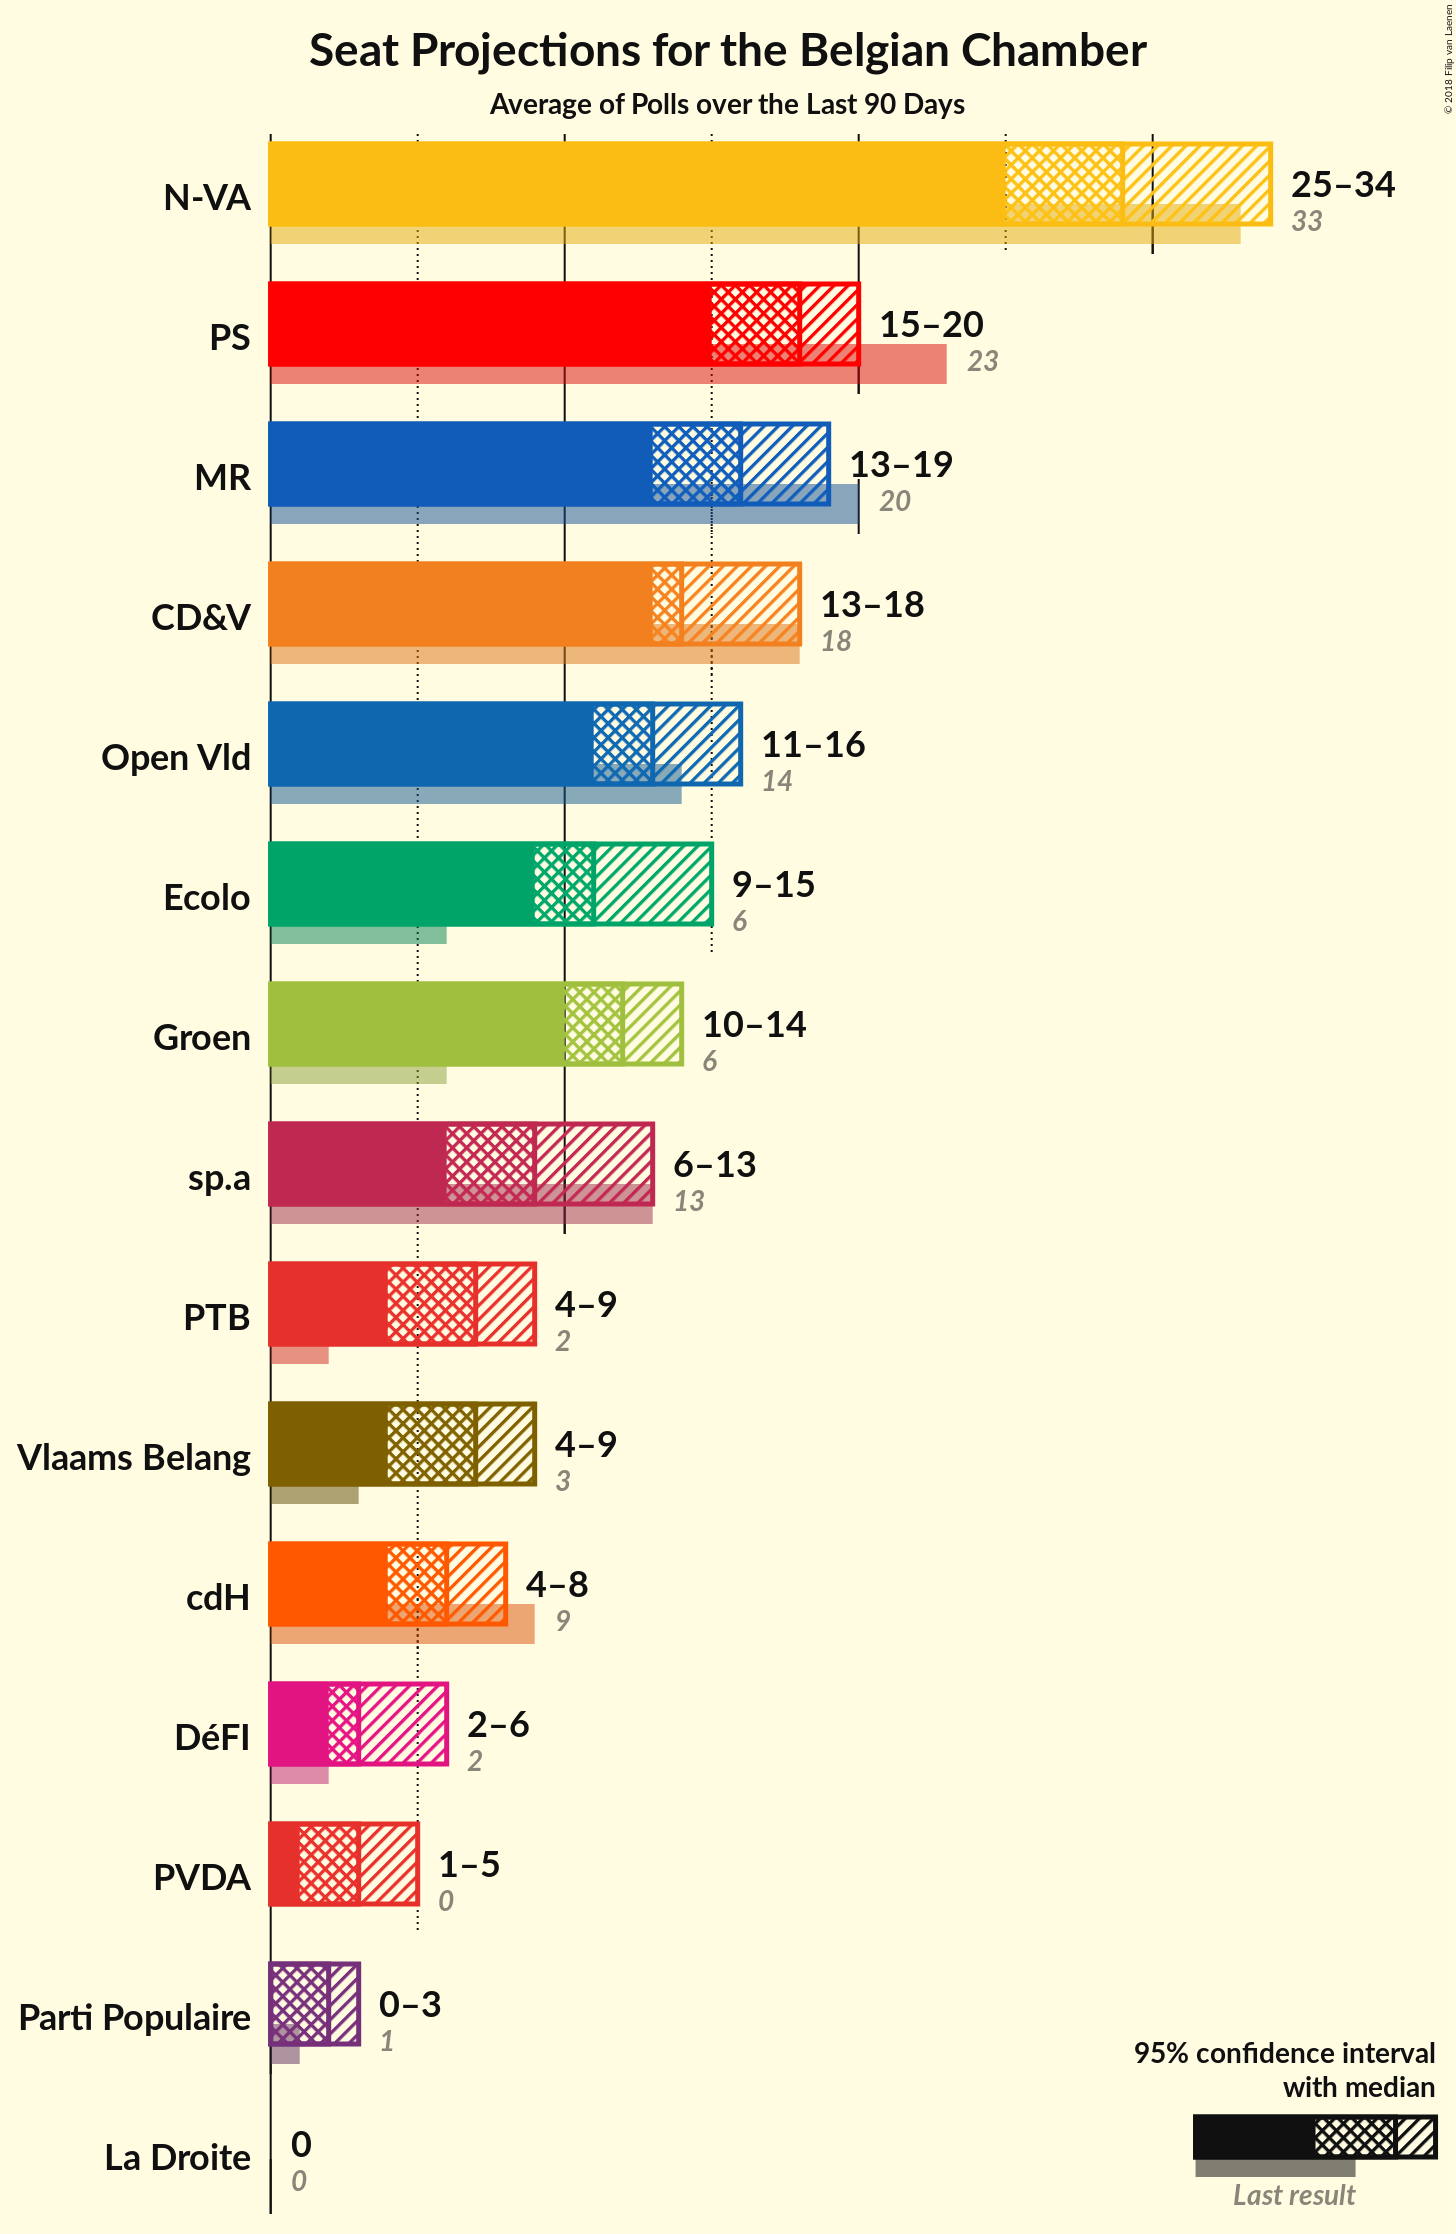 Seat Projections for the Belgian Chamber
Average of Polls over the Last 90 Days
© 2018 Filip van Laenen
N-VA
25–34
33
PS
15–20
23
MR
13–19
20
CD&V
13–18
18
Open Vld
11–16
14
Ecolo
9–15
6
Groen
10–14
6
sp.a
6–13
13
PTB
4–9
2
Vlaams Belang
4–9
3
cdH
4–8
9
DéFI
2–6
2
PVDA
1–5
0
Parti Populaire
0–3
1
La Droite
0
0
95% confidence interval
with median
Last result